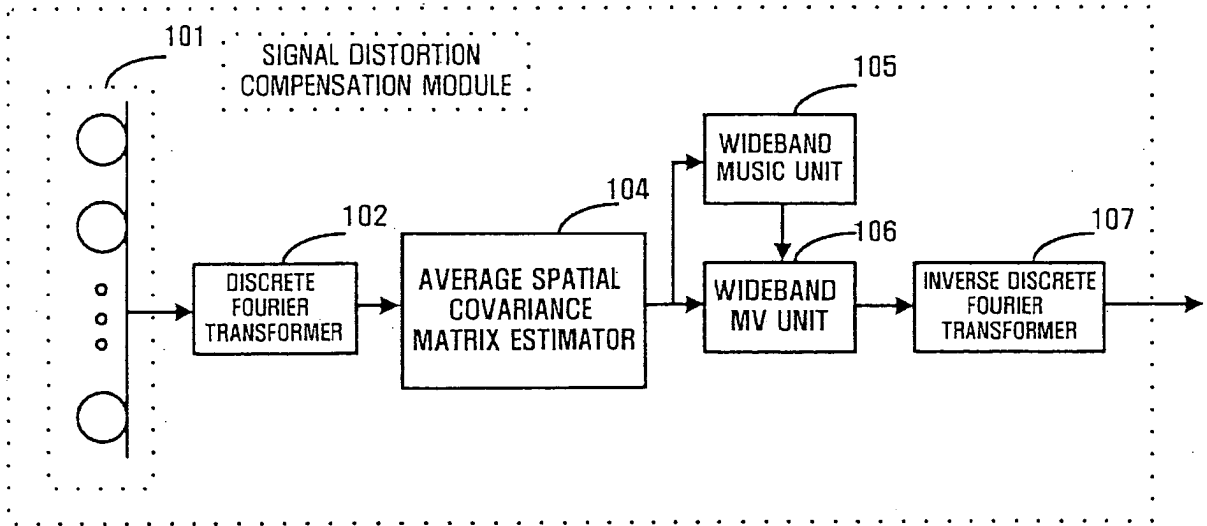 101
SIGNAL DISTORTION
COMPENSATION MODULE
105
WIDEBAND
MUSIC UNIT
102
DISCRETE
FOURIER
TRANSFORMER
104
AVERAGE SPATIAL
COVARIANCE
MATRIX ESTIMATOR
106
WIDEBAND
MV UNIT
107
INVERSE DISCRETE
FOURIER
TRANSFORMER